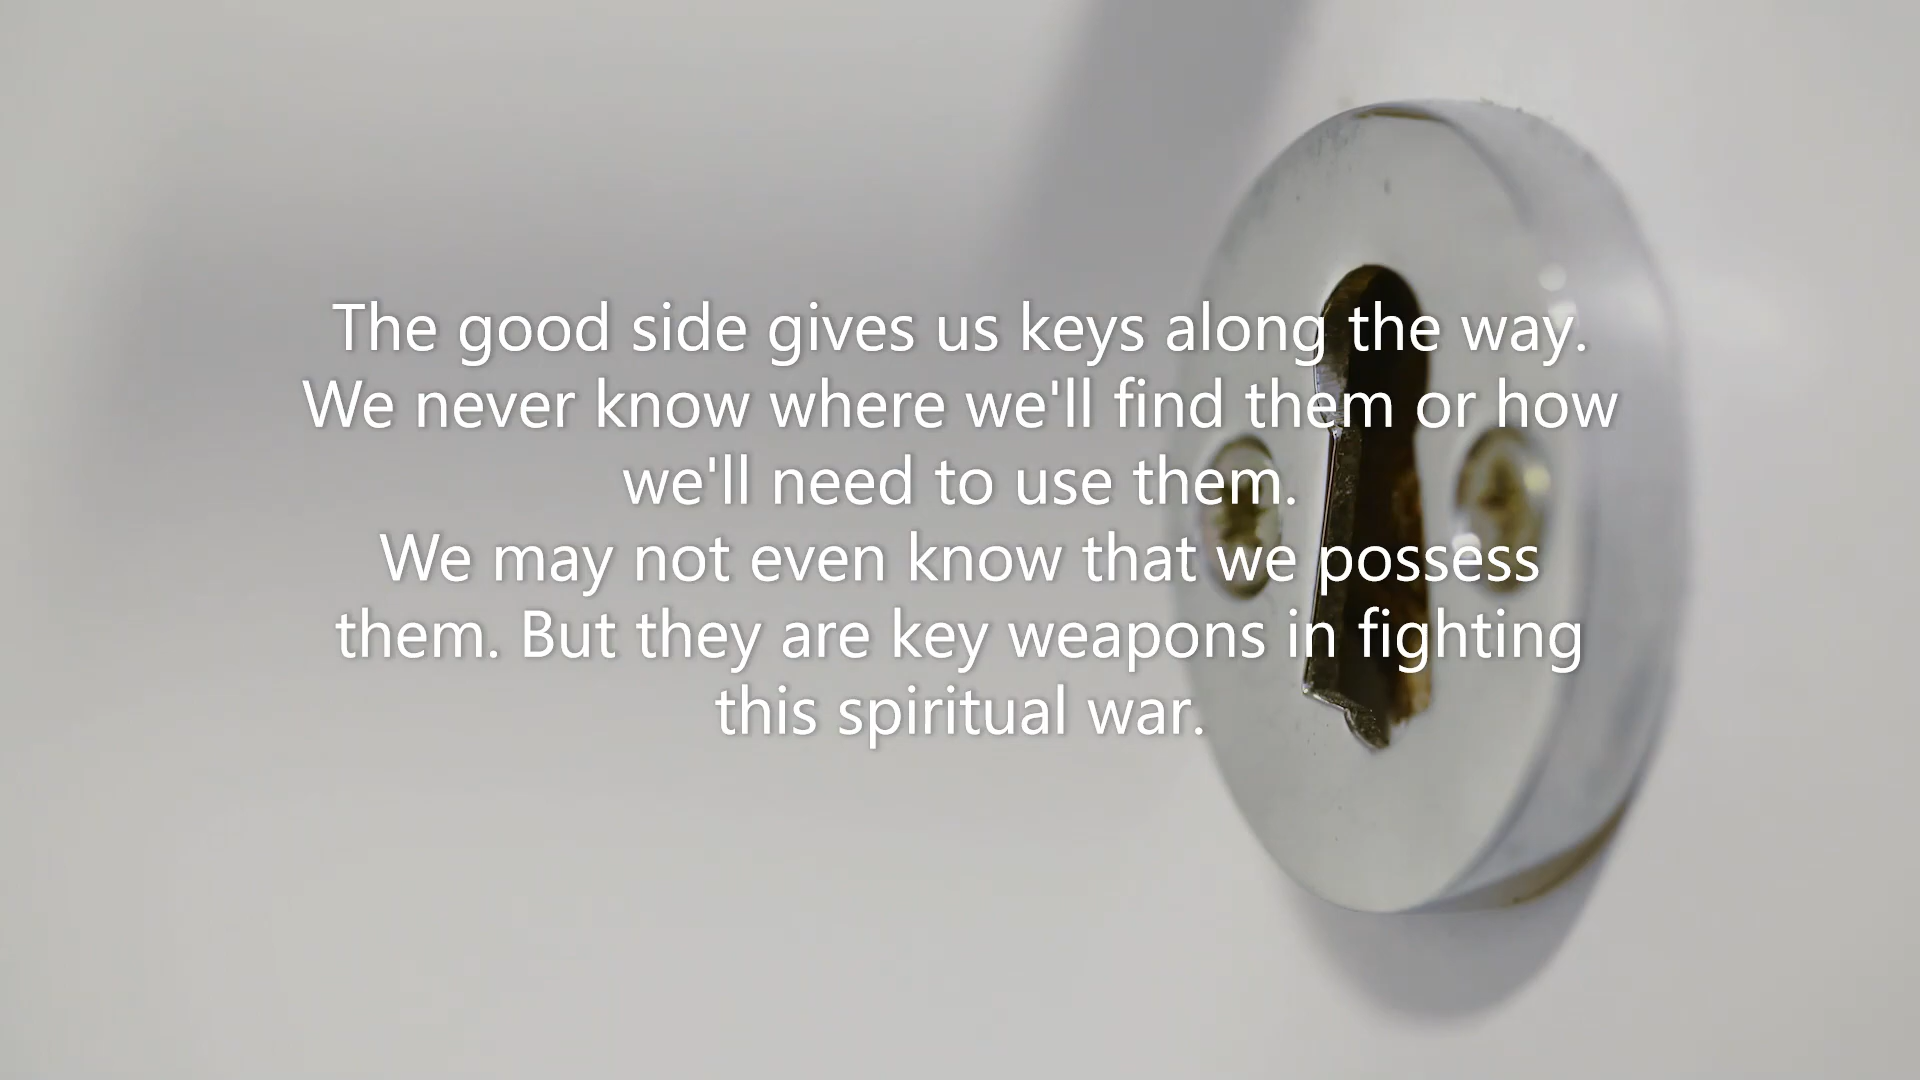 The good side gives us keys along the way.
We never know where we'll find them or how
we'll need to use them.
We may not even know that we possess
them. But they are key weapons in fighting
this spiritual war.